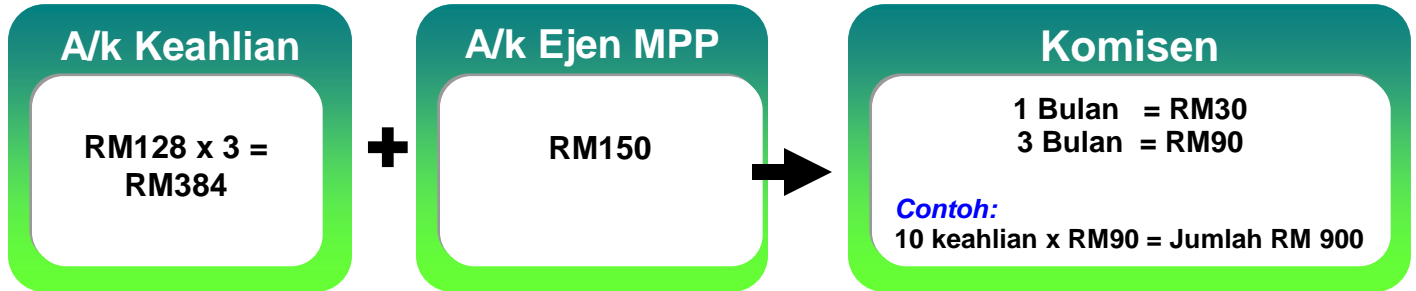 A/k Keahlian
RM128 x 3 =
RM384
+
A/k Ejen MPP
RM150
Komisen
1 Bulan = RM30
3 Bulan = RM90
Contoh:
10 keahlian x RM90 = Jumlah RM 900